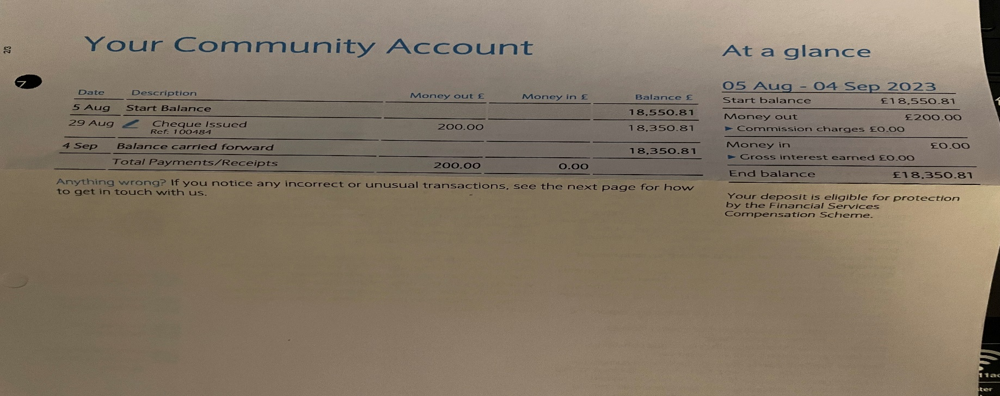 2/3
Your Community Account
Date Description Money out £ Money in £ Balance £
5 Aug Start Balance 18,550.81
29 Aug Cheque Issued 200.00 18,350.81
Ref: 100484
4 Sep Balance carried forward 18,350.81
Total Payments/Receipts 200.00 0.00
Anything wrong? If you notice any incorrect or unusual transactions, see the next page for how
to get in touch with us.
At a glance
05 Aug - 04 Sep 2023
Start balance £18,550.81
Money out £200.00
► Commission charges £0.00
Money in £0.00
► Gross interest earned £0.00
End balance £18,350.81
Your deposit is eligible for protection
by the Financial Services
Compensation Scheme.